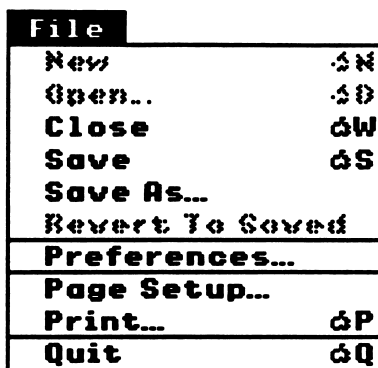 File
New N
Open... O
Close W
Save S
Save As...
Revert To Saved
Preferences...
Page Setup...
Print... P
Quit Q